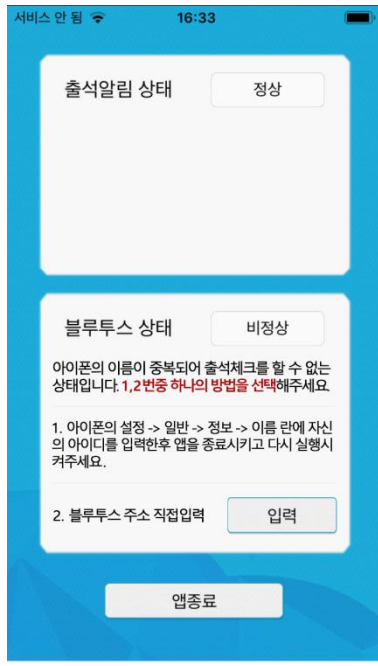 서비스 안 됨 16:33
출석알림 상태 정상
블루투스 상태 비정상
아이폰의 이름이 중복되어 출석체크를 할 수 없는
상태입니다. 1,2번중 하나의 방법을 선택해주세요.
1. 아이폰의 설정 -> 일반 -> 정보 -> 이름 란에 자신
의 아이디를 입력한후 앱을 종료시키고 다시 실행시
켜주세요.
2. 블루투스 주소 직접입력 입력
앱종료